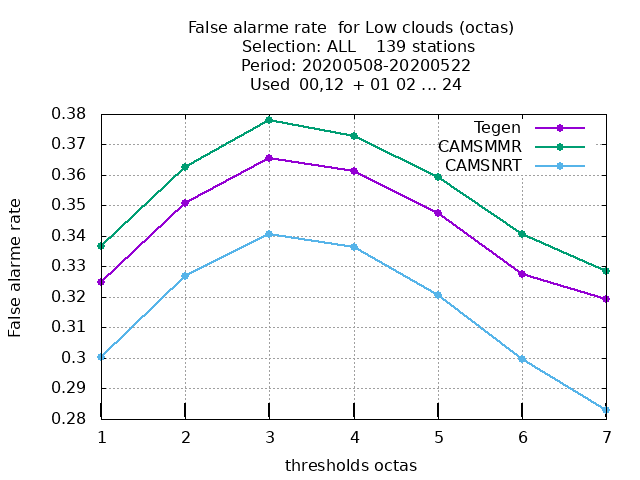 False alarme rate  for Low clouds (octas)
Selection: ALL    139 stations
Period: 20200508-20200522
Used  00,12  + 01 02 ... 24
0.38
0.37
0.36
0.35
0.34
0.33
0.32
0.31
0.3
0.29
0.28
False alarme rate
Tegen
CAMSMMR
CAMSNRT
1 2 3 4 5 6 7
thresholds octas